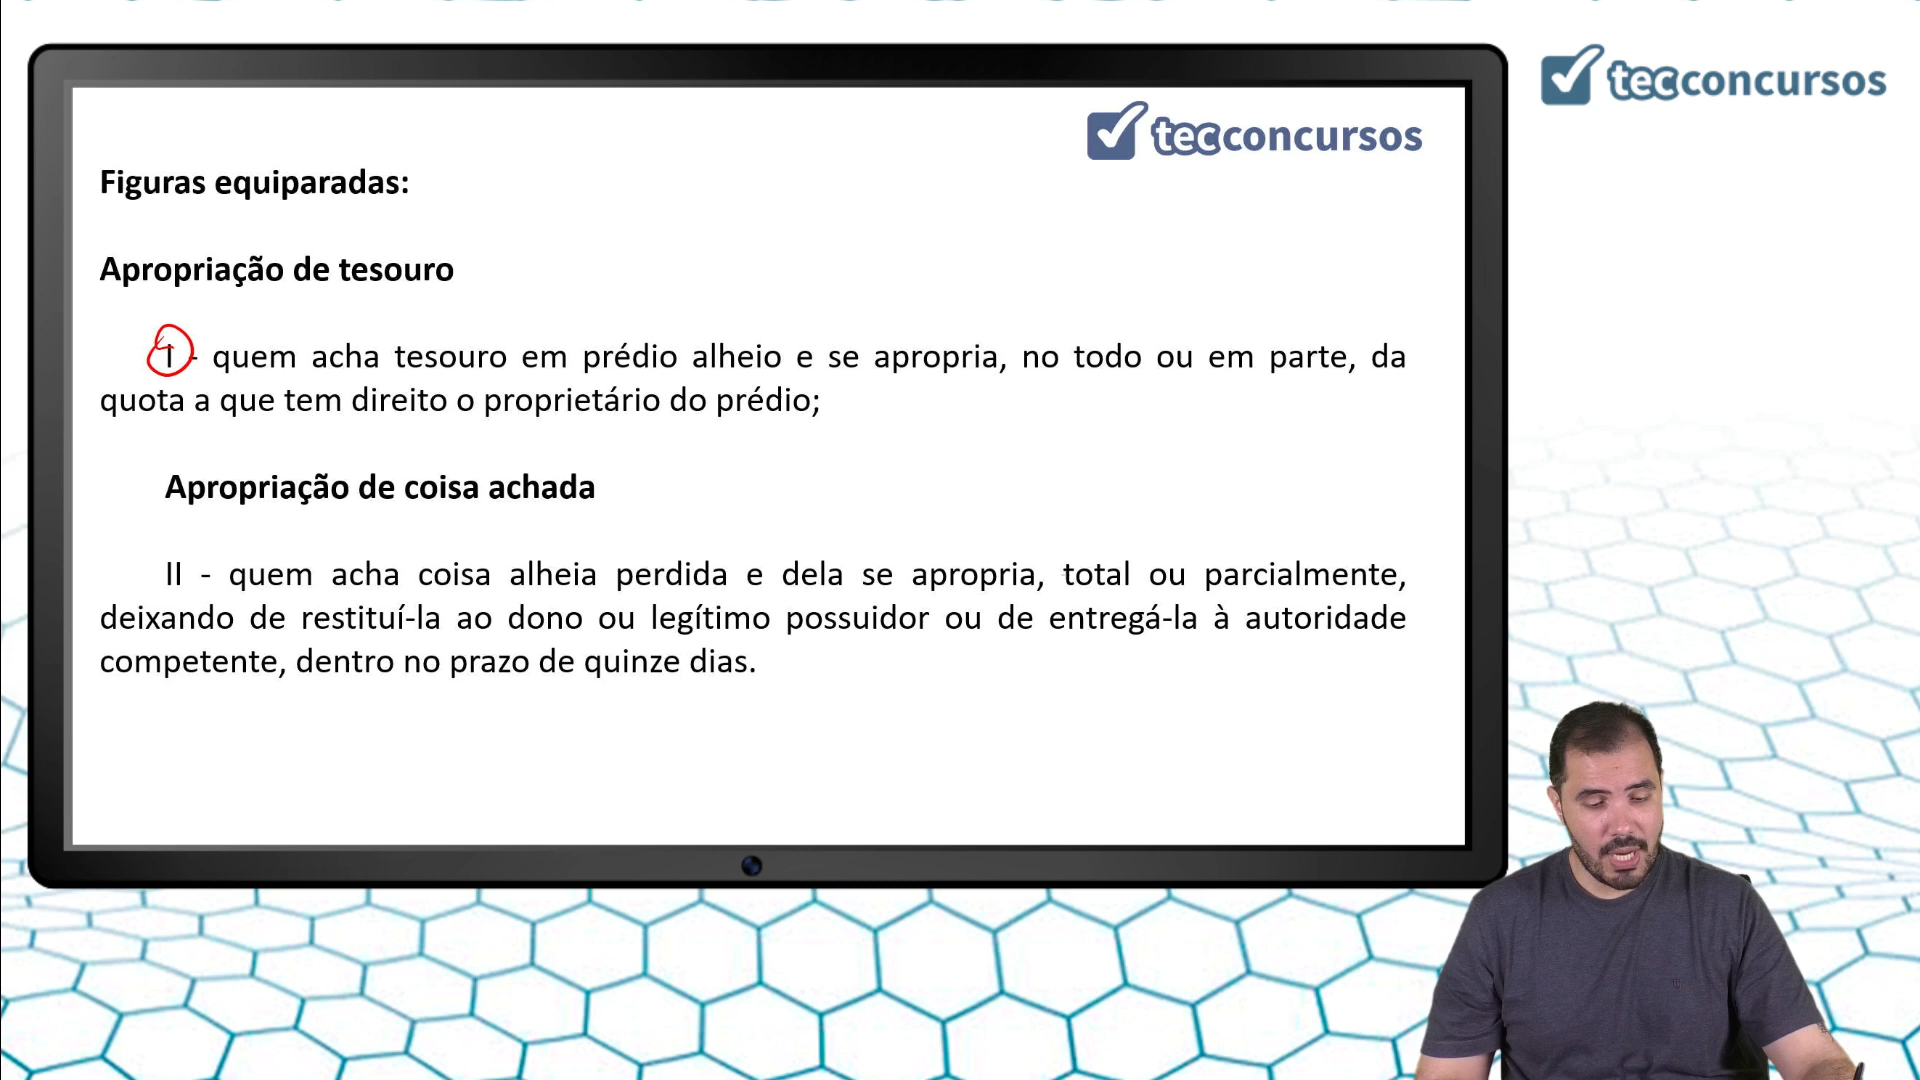 tecconcursos
tecconcursos
Figuras equiparadas:
Apropriação de tesouro
I - quem acha tesouro em prédio alheio e se apropria, no todo ou em parte, da
quota a que tem direito o proprietário do prédio;
Apropriação de coisa achada
II - quem acha coisa alheia perdida e dela se apropria, total ou parcialmente,
deixando de restituí-la ao dono ou legítimo possuidor ou de entregá-la à autoridade
competente, dentro no prazo de quinze dias.